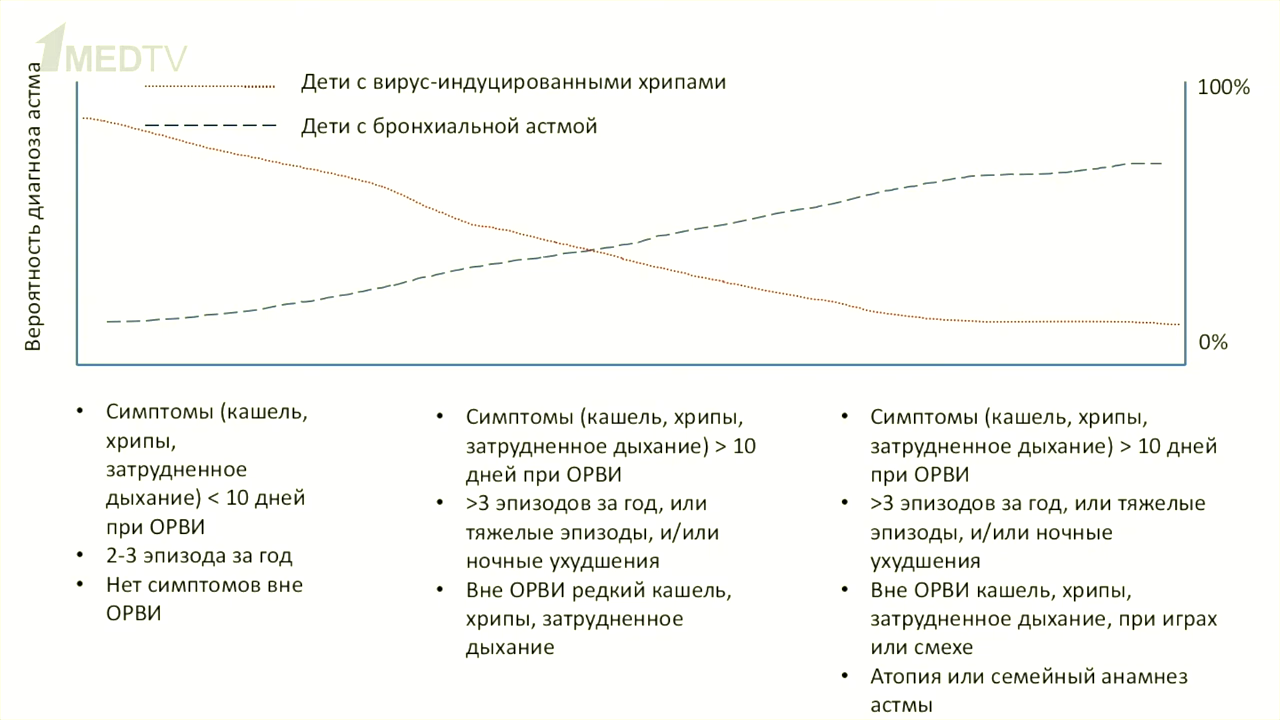 1MEDTV
Вероятность диагноза астма
Дети с вирус-индуцированными хрипами
Дети с бронхиальной астмой
100%
0%
• Симптомы (кашель,
хрипы,
затрудненное
дыхание) < 10 дней
при ОРВИ
• 2-3 эпизода за год
• Нет симптомов вне
ОРВИ
• Симптомы (кашель, хрипы,
затрудненное дыхание) > 10
дней при ОРВИ
• >3 эпизодов за год, или
тяжелые эпизоды, и/или
ночные ухудшения
• Вне ОРВИ редкий кашель,
хрипы, затрудненное
дыхание
• Симптомы (кашель, хрипы,
затрудненное дыхание) > 10 дней
при ОРВИ
• >3 эпизодов за год, или тяжелые
эпизоды, и/или ночные
ухудшения
• Вне ОРВИ кашель, хрипы,
затрудненное дыхание, при играх
или смехе
• Атопия или семейный анамнез
астмы